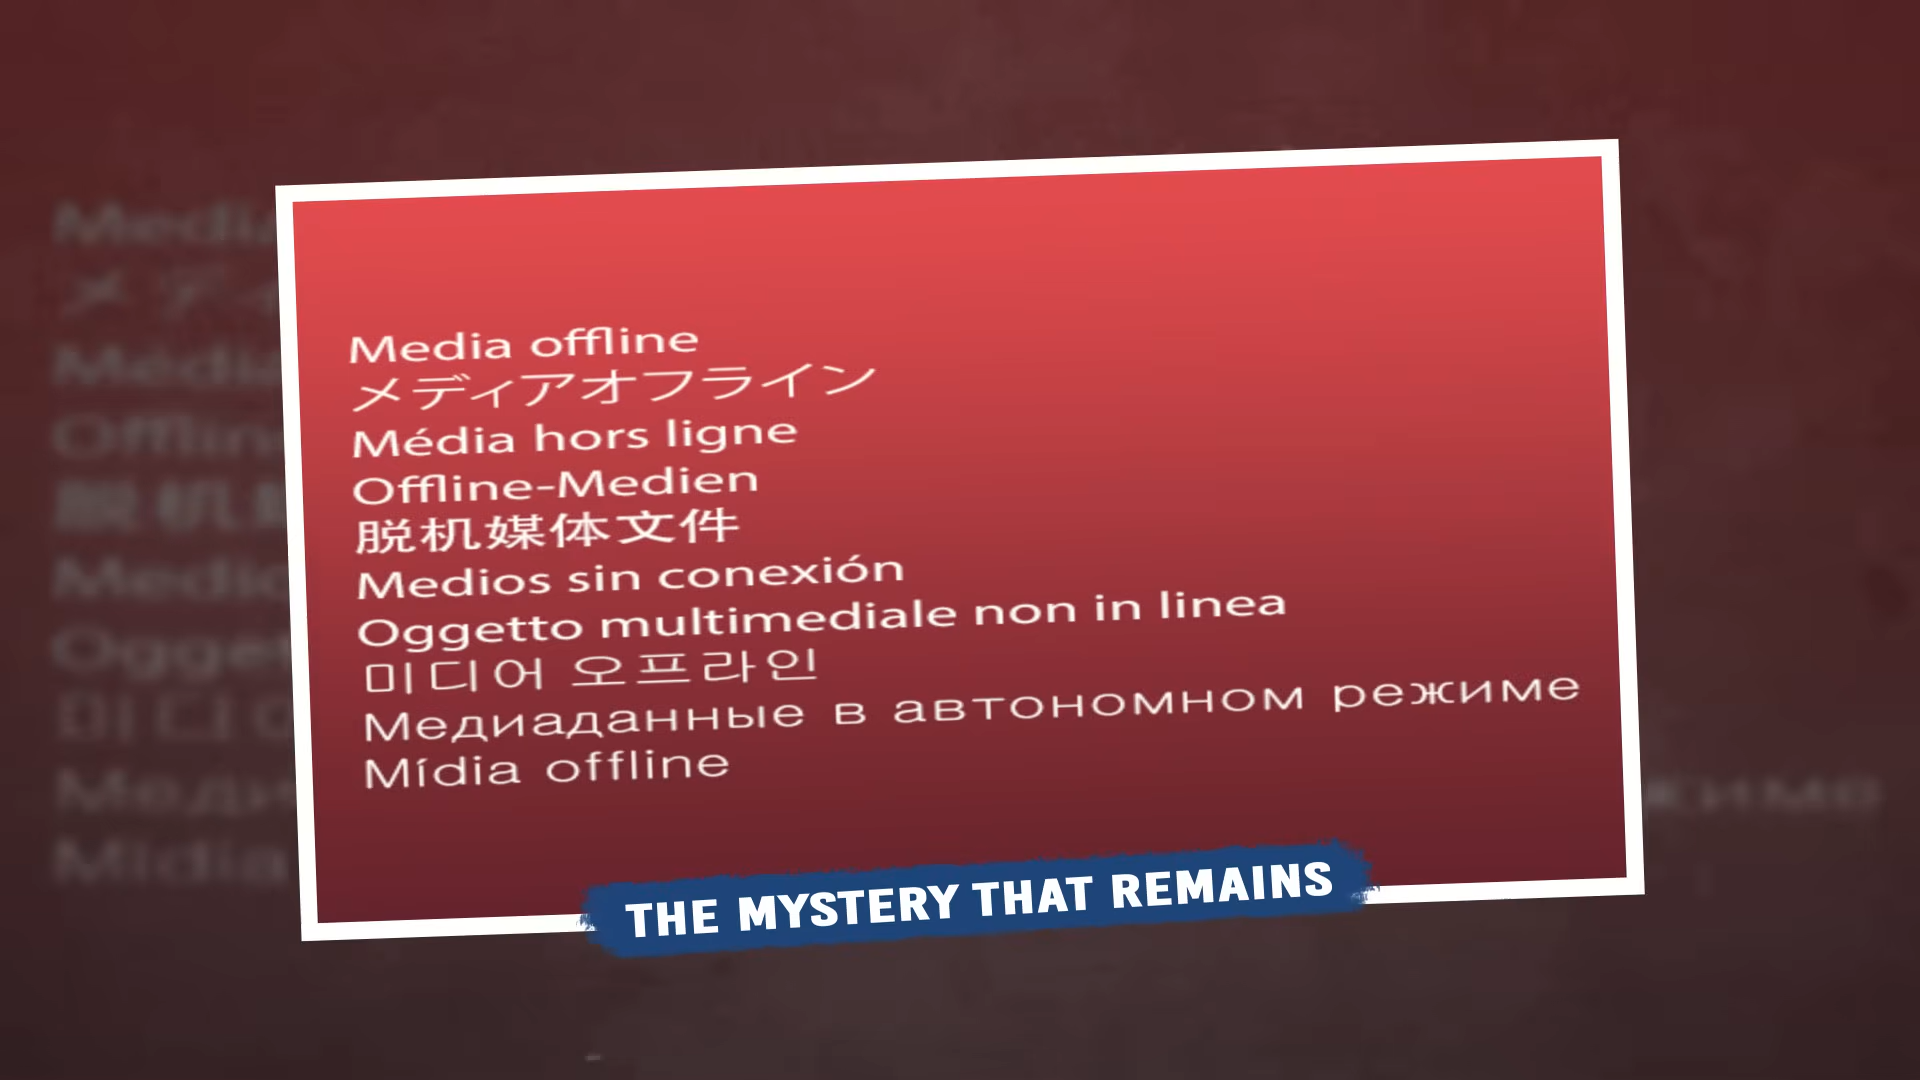 Media offline
メディアオフライン
Média hors ligne
Offline-Medien
脱机媒体文件
Medios sin conexión
Oggetto multimediale non in linea
미디어 오프라인
Медиаданные в автономном режиме
Mídia offline
THE MYSTERY THAT REMAINS